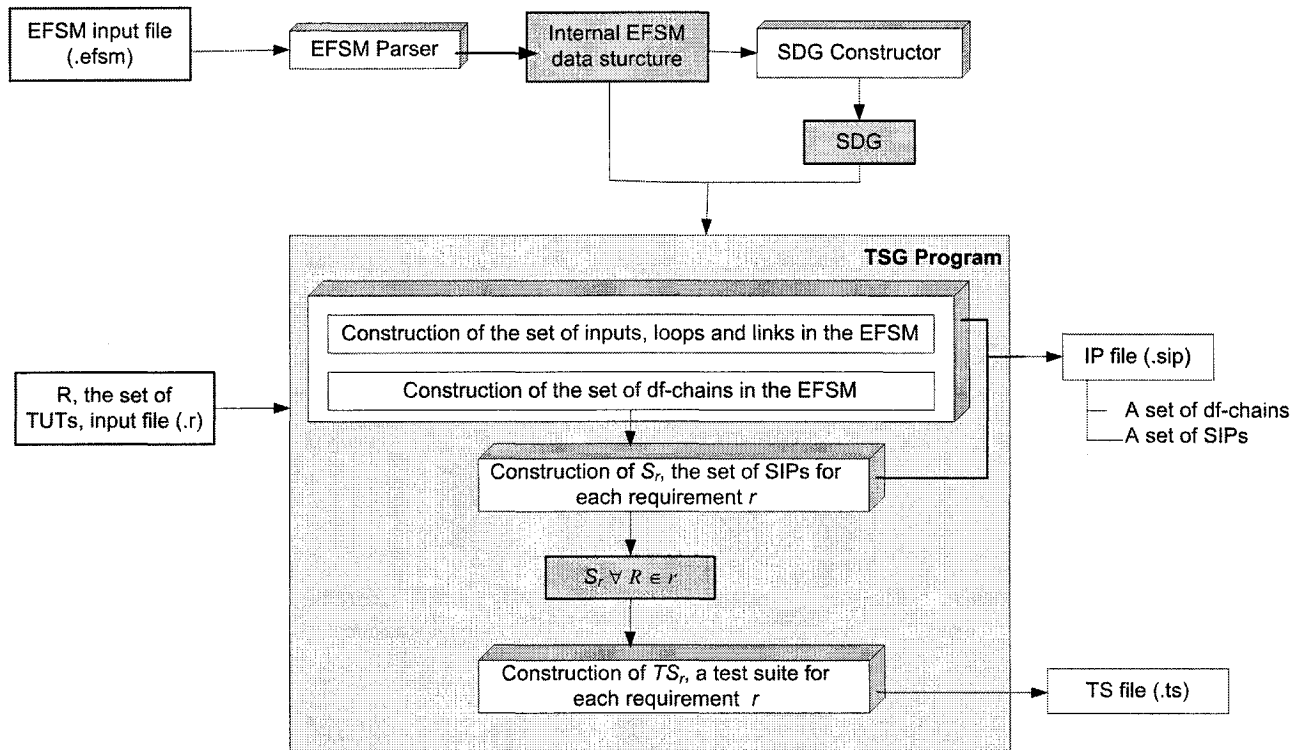 EFSM input file
(.efsm)
EFSM Parser
Internal EFSM
data sturcture
SDG Constructor
SDG
TSG Program
Construction of the set of inputs, loops and links in the EFSM
Construction of the set of df-chains in the EFSM
R, the set of
TUTs, input file (.r)
IP file (.sip)
A set of df-chains
A set of SIPs
Construction of Sr, the set of SIPs for
each requirement r
Sr ∀ R ∈ r
Construction of TSr, a test suite for
each requirement r
TS file (.ts)